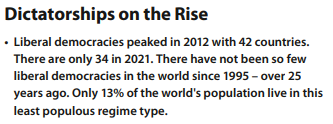 Dictatorships on the Rise
• Liberal democracies peaked in 2012 with 42 countries.
There are only 34 in 2021. There have not been so few
liberal democracies in the world since 1995 – over 25
years ago. Only 13% of the world's population live in this
least populous regime type.